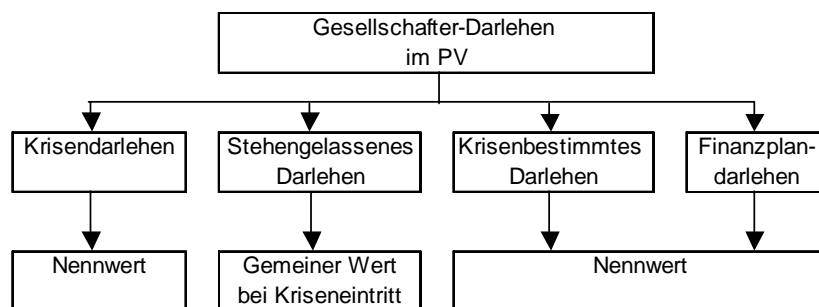 Gesellschafter-Darlehen
im PV
Krisendarlehen
Stehengelassenes
Darlehen
Krisenbestimmtes
Darlehen
Finanzplan-
darlehen
Nennwert
Gemeiner Wert
bei Kriseneintritt
Nennwert